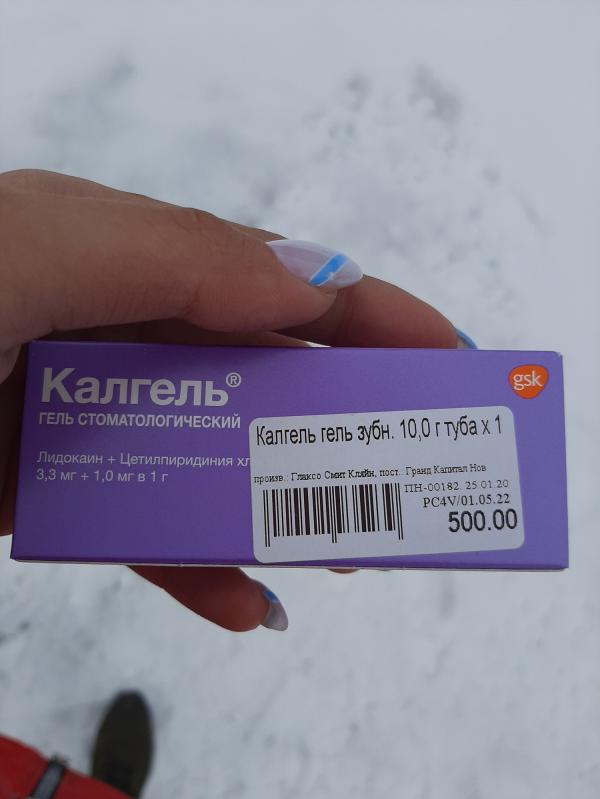 Калгель®
ГЕЛЬ СТОМАТОЛОГИЧЕСКИЙ
Лидокаин + Цетилпиридиния хл
3,3 мг + 1,0 мг в 1 г
gsk
Калгель гель зубн. 10,0 г туба x 1
произв.: Глаксо Смит Кляйн, пост.: Гранд Капитал Нов
ПН-00182 25.01.20
РС4V/01.05.22
500.00